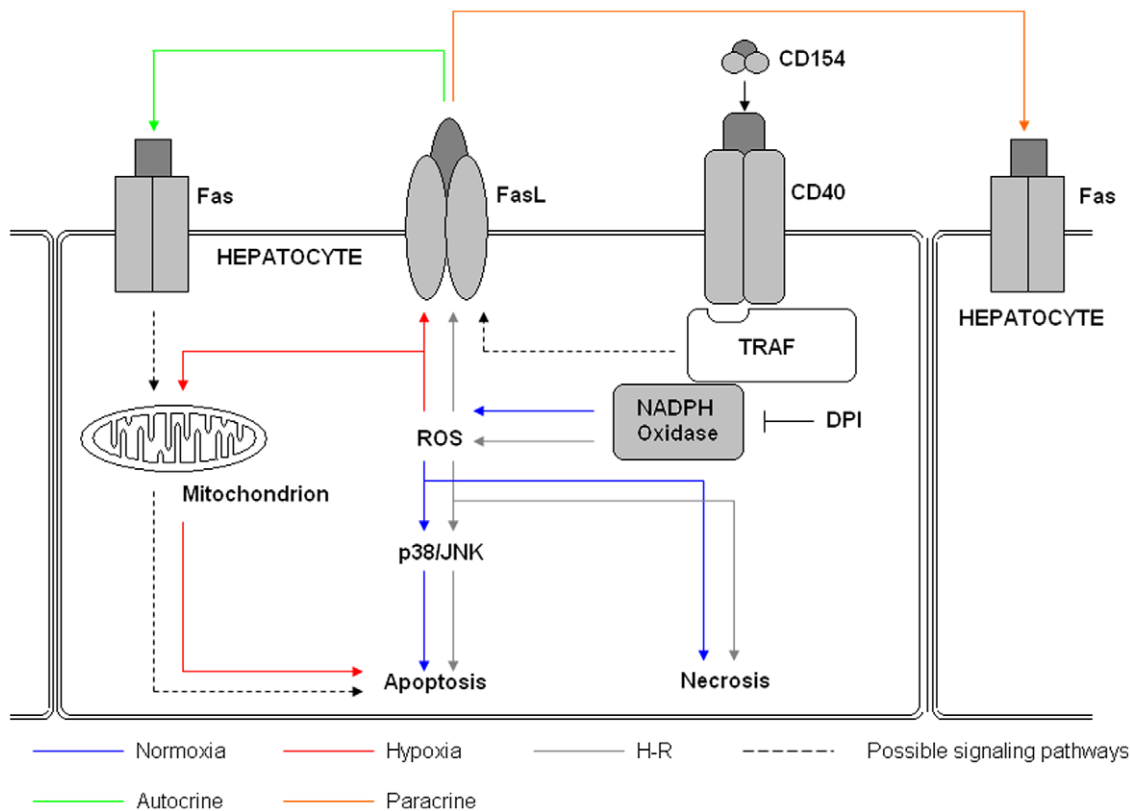 CD154
Fas
FasL
CD40
Fas
HEPATOCYTE
HEPATOCYTE
TRAF
NADPH
Oxidase
DPI
ROS
Mitochondrion
p38/JNK
Apoptosis
Necrosis
Normoxia
Hypoxia
H-R
Possible signaling pathways
Autocrine
Paracrine